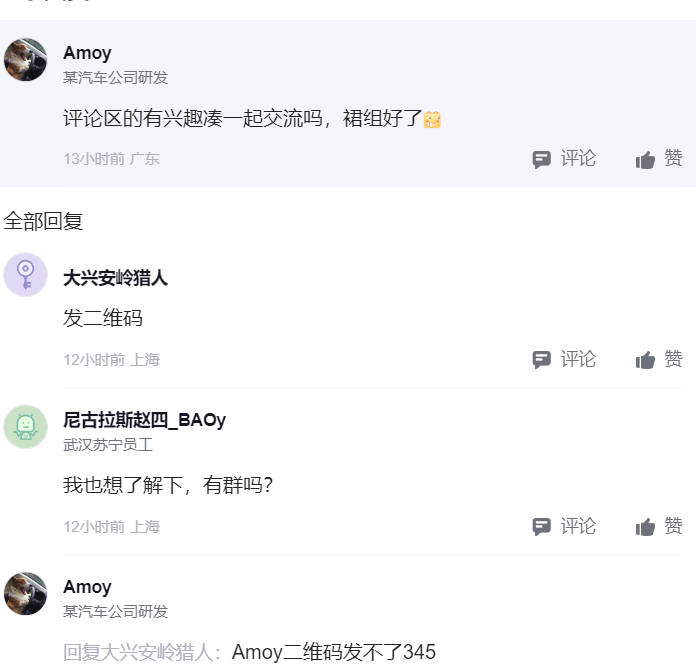 Amoy
某汽车公司研发
评论区的有兴趣凑一起交流吗，裙组好了
13小时前 广东
评论
赞
全部回复
大兴安岭猎人
发二维码
12小时前 上海
评论
赞
尼古拉斯赵四_BAOy
武汉苏宁员工
我也想了解下，有群吗？
12小时前 上海
评论
赞
Amoy
某汽车公司研发
回复大兴安岭猎人：Amoy二维码发不了345